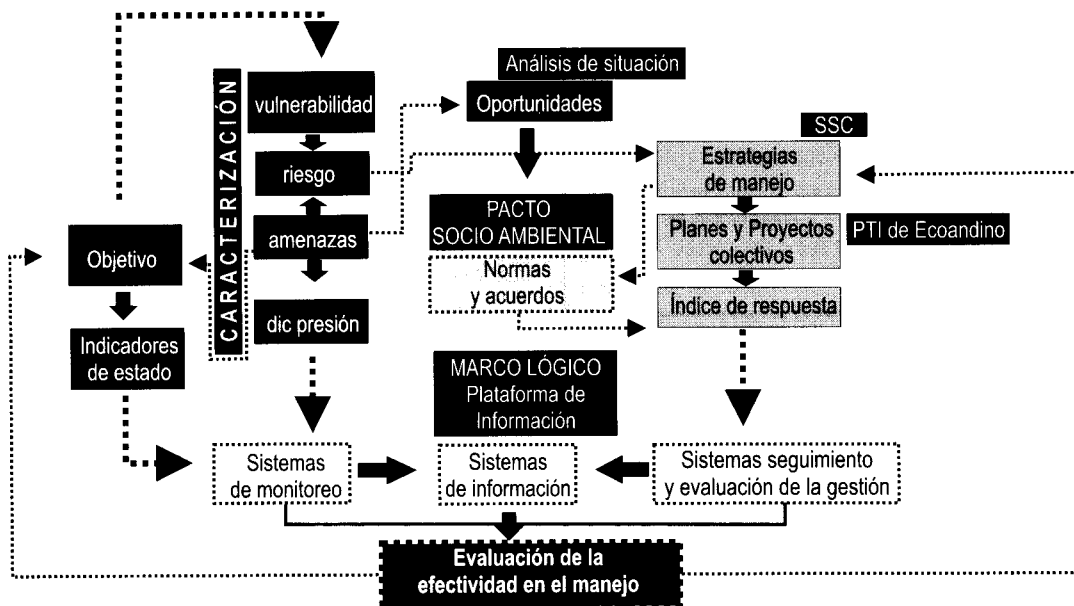 CARACTERIZACIÓN
vulnerabilidad
riesgo
amenazas
dic presión
Objetivo
Indicadores
de estado
Análisis de situación
Oportunidades
PACTO
SOCIO AMBIENTAL
Normas
y acuerdos
MARCO LÓGICO
Plataforma de
Información
SSC
Estrategias
de manejo
Planes y Proyectos
colectivos
PTI de Ecoandino
Índice de respuesta
Sistemas
de monitoreo
Sistemas
de información
Sistemas seguimiento
y evaluación de la gestión
Evaluación de la
efectividad en el manejo